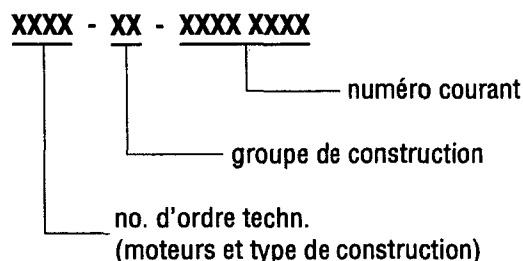 XXXX - XX - XXXX XXXX
numéro courant
groupe de construction
no. d'ordre techn.
(moteurs et type de construction)